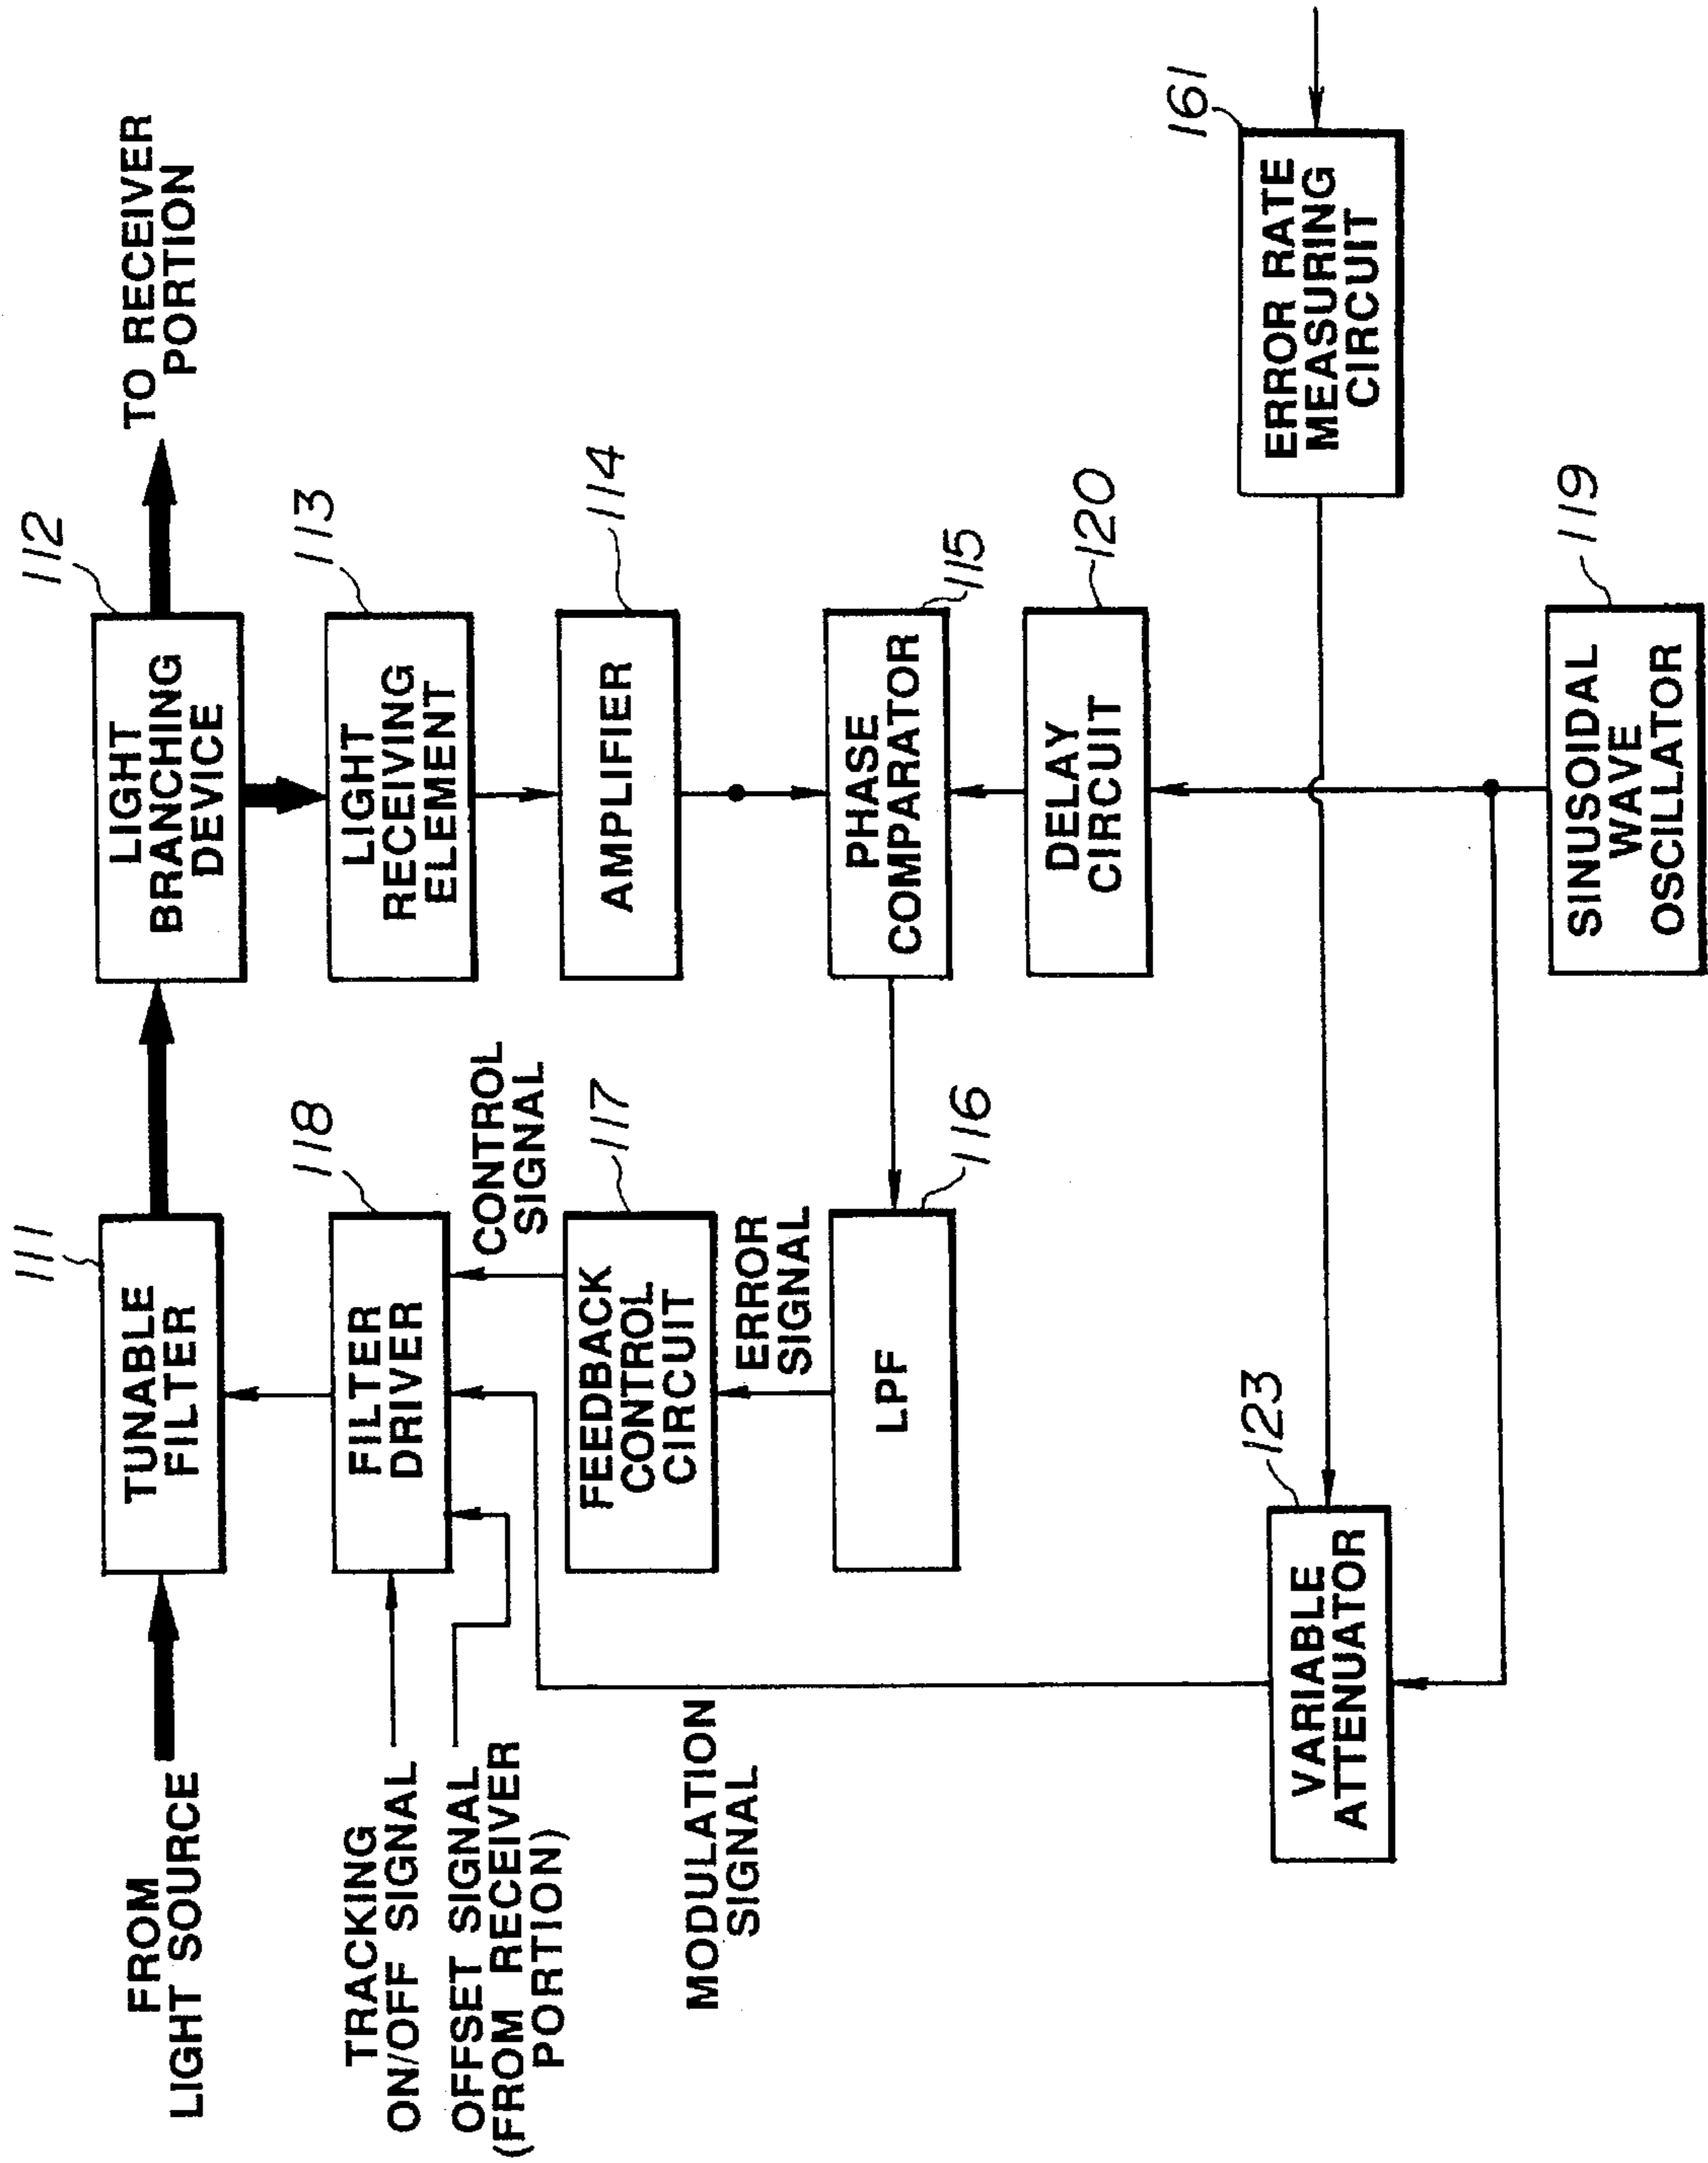 FROM
LIGHT SOURCE
111
TUNABLE
FILTER
112
LIGHT
BRANCHING
DEVICE
TO RECEIVER
PORTION
TRACKING
ON/OFF SIGNAL
OFFSET SIGNAL
(FROM RECEIVER
PORTION)
118
FILTER
DRIVER
113
LIGHT
RECEIVING
ELEMENT
CONTROL
SIGNAL
117
FEEDBACK
CONTROL
CIRCUIT
114
AMPLIFIER
MODULATION
SIGNAL
ERROR
SIGNAL
116
LPF
115
PHASE
COMPARATOR
120
DELAY
CIRCUIT
161
ERROR RATE
MEASURING
CIRCUIT
123
VARIABLE
ATTENUATOR
119
SINUSOIDAL
WAVE
OSCILLATOR